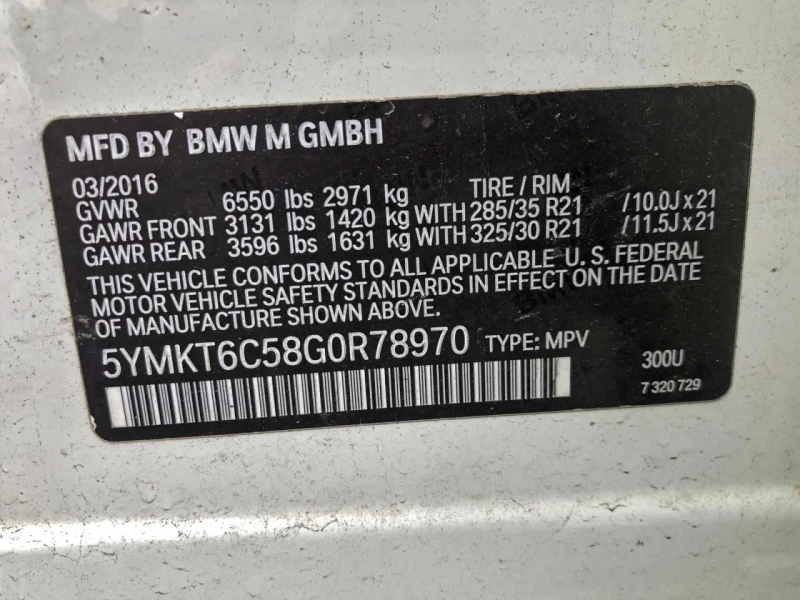 MFD BY BMW M GMBH
03/2016 TIRE / RIM
GVWR 6550 lbs 2971 kg
GAWR FRONT 3131 lbs 1420 kg WITH 285/35 R21 /10.0J x 21
GAWR REAR 3596 lbs 1631 kg WITH 325/30 R21 /11.5J x 21
THIS VEHICLE CONFORMS TO ALL APPLICABLE U. S. FEDERAL
MOTOR VEHICLE SAFETY STANDARDS IN EFFECT ON THE DATE
OF MANUFACTURE SHOWN ABOVE.
5YMKT6C58G0R78970 TYPE: MPV 300U
7 320 729